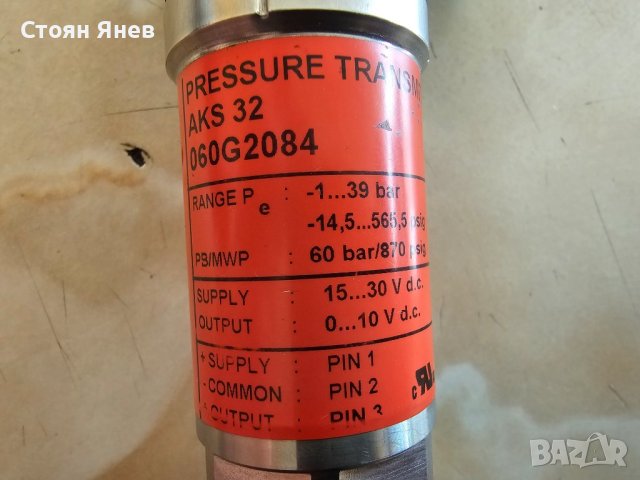 Стоян Янев
PRESSURE TRANSM
AKS 32
060G2084
RANGE Pe : -1...39 bar
-14,5...565,5 psig
PB/MWP : 60 bar/870 psig
SUPPLY : 15...30 V d.c.
OUTPUT : 0...10 V d.c.
+ SUPPLY : PIN 1
- COMMON : PIN 2
OUTPUT : PIN 3
BAZAR